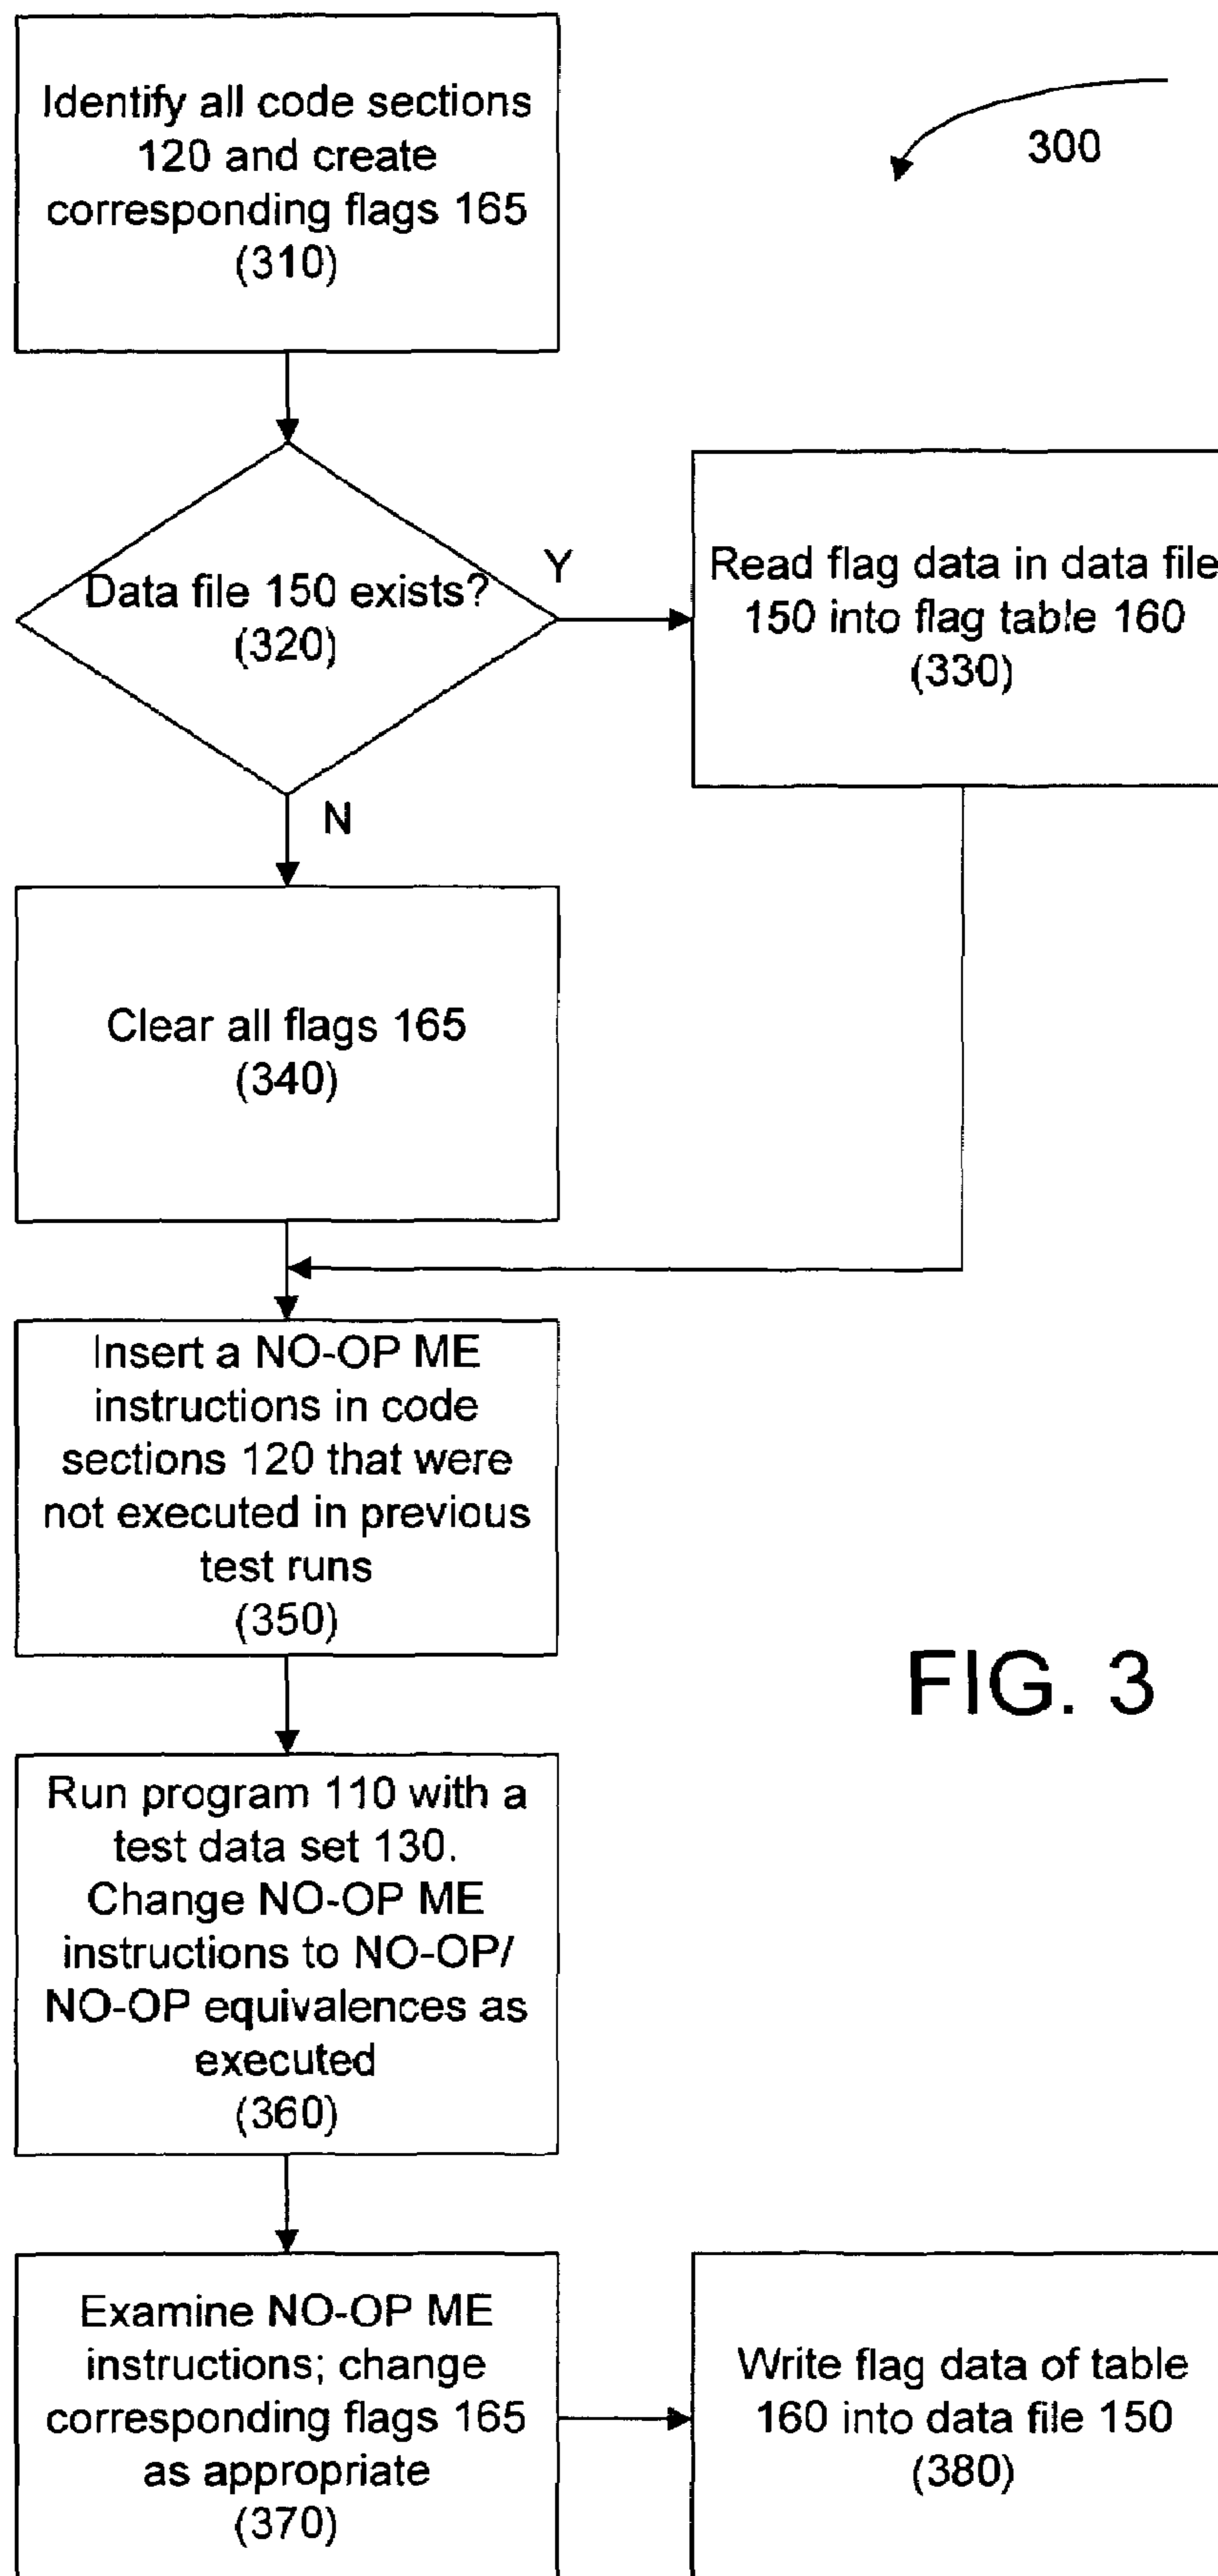 Identify all code sections
120 and create
corresponding flags 165
(310)
300
Data file 150 exists?
(320)
Y
Read flag data in data file
150 into flag table 160
(330)
N
Clear all flags 165
(340)
Insert a NO-OP ME
instructions in code
sections 120 that were
not executed in previous
test runs
(350)
FIG. 3
Run program 110 with a
test data set 130.
Change NO-OP ME
instructions to NO-OP/
NO-OP equivalences as
executed
(360)
Examine NO-OP ME
instructions; change
corresponding flags 165
as appropriate
(370)
Write flag data of table
160 into data file 150
(380)